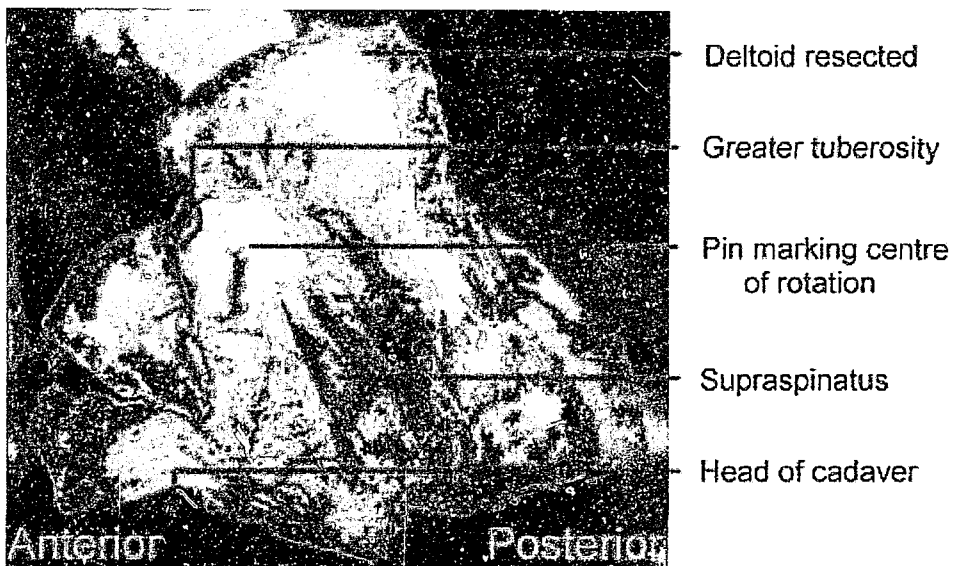 Deltoid resected
Greater tuberosity
Pin marking centre
of rotation
Supraspinatus
Head of cadaver
Anterior
Posterior